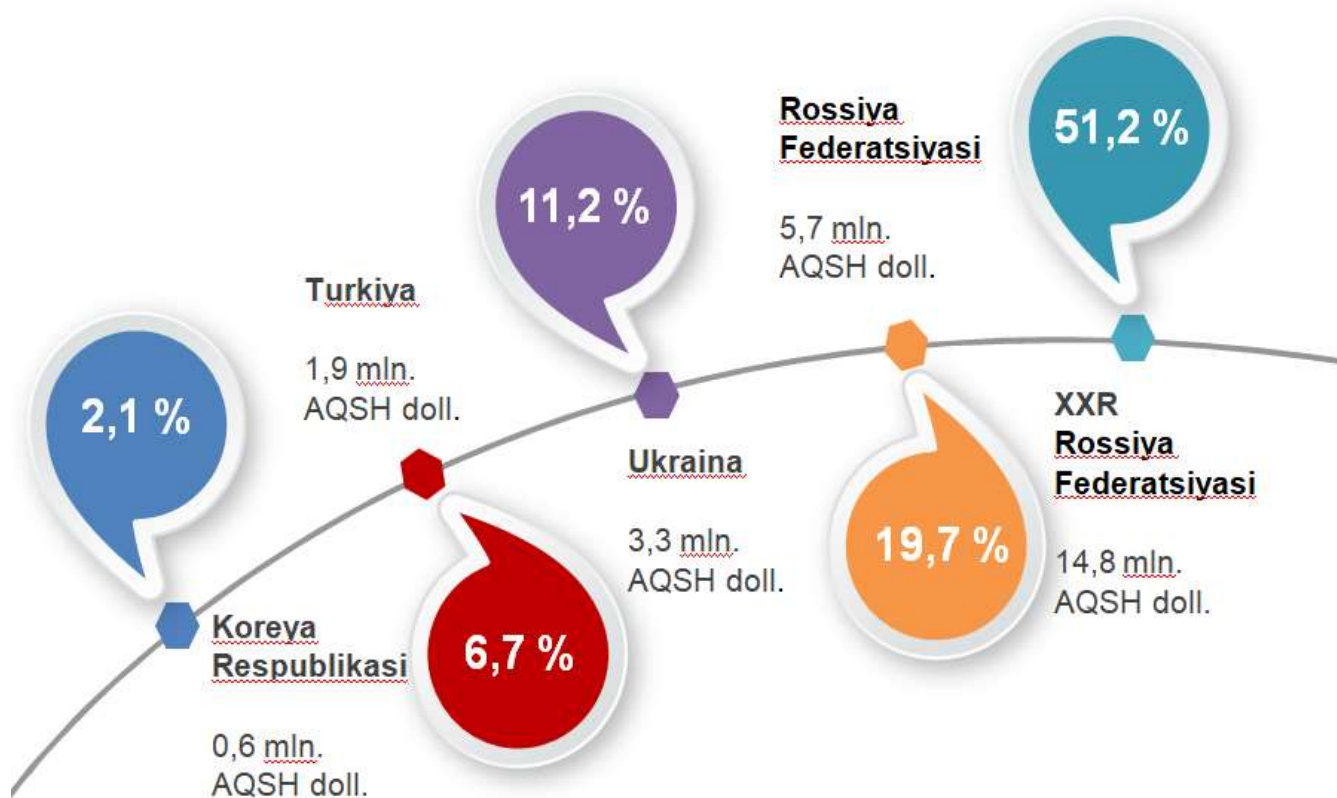 2,1 %
Koreya
Respublikasi
0,6 mln.
AQSH doll.
Turkiya
1,9 mln.
AQSH doll.
6,7 %
11,2 %
Ukraina
3,3 mln.
AQSH doll.
Rossiya
Federatsiyasi
5,7 mln.
AQSH doll.
19,7 %
51,2 %
XXR
Rossiya
Federatsiyasi
14,8 mln.
AQSH doll.